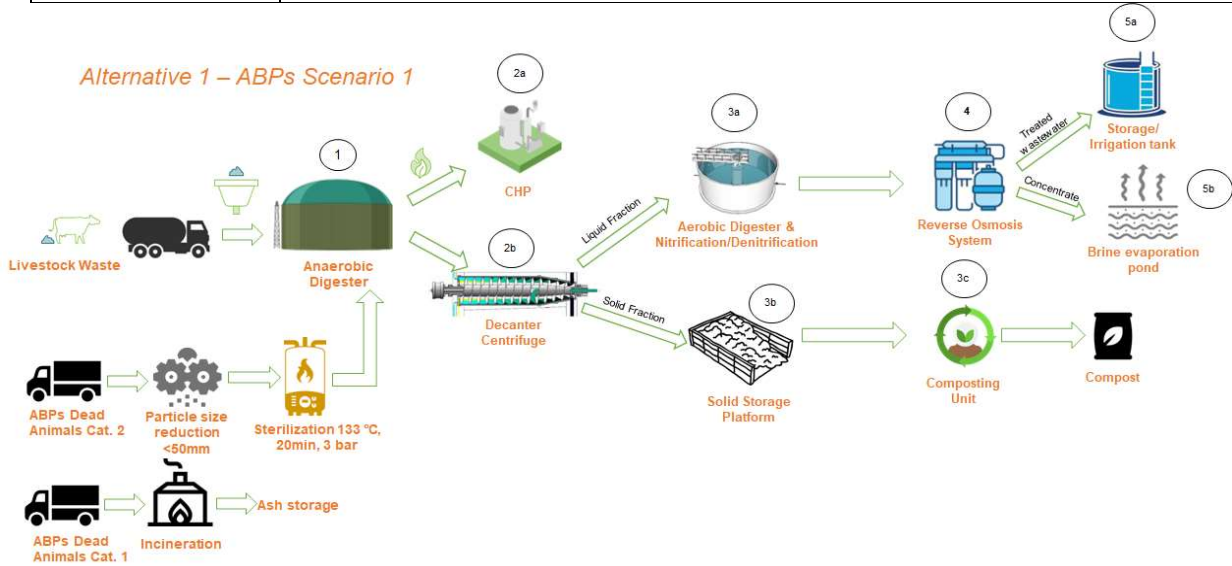 5a
Alternative 1 – ABPs Scenario 1
2a
3a
4
Treated
wastewater
Storage/
Irrigation tank
1
CHP
Liquid Fraction
Concentrate
5b
Aerobic Digester &
Nitrification/Denitrification
Reverse Osmosis
System
Brine evaporation
pond
Livestock Waste
Anaerobic
Digester
2b
Decanter
Centrifuge
Solid Fraction
3b
3c
Solid Storage
Platform
Composting
Unit
Compost
ABPs Dead
Animals Cat. 2
Particle size
reduction
<50mm
Sterilization 133 °C,
20min, 3 bar
ABPs Dead
Animals Cat. 1
Incineration
Ash storage